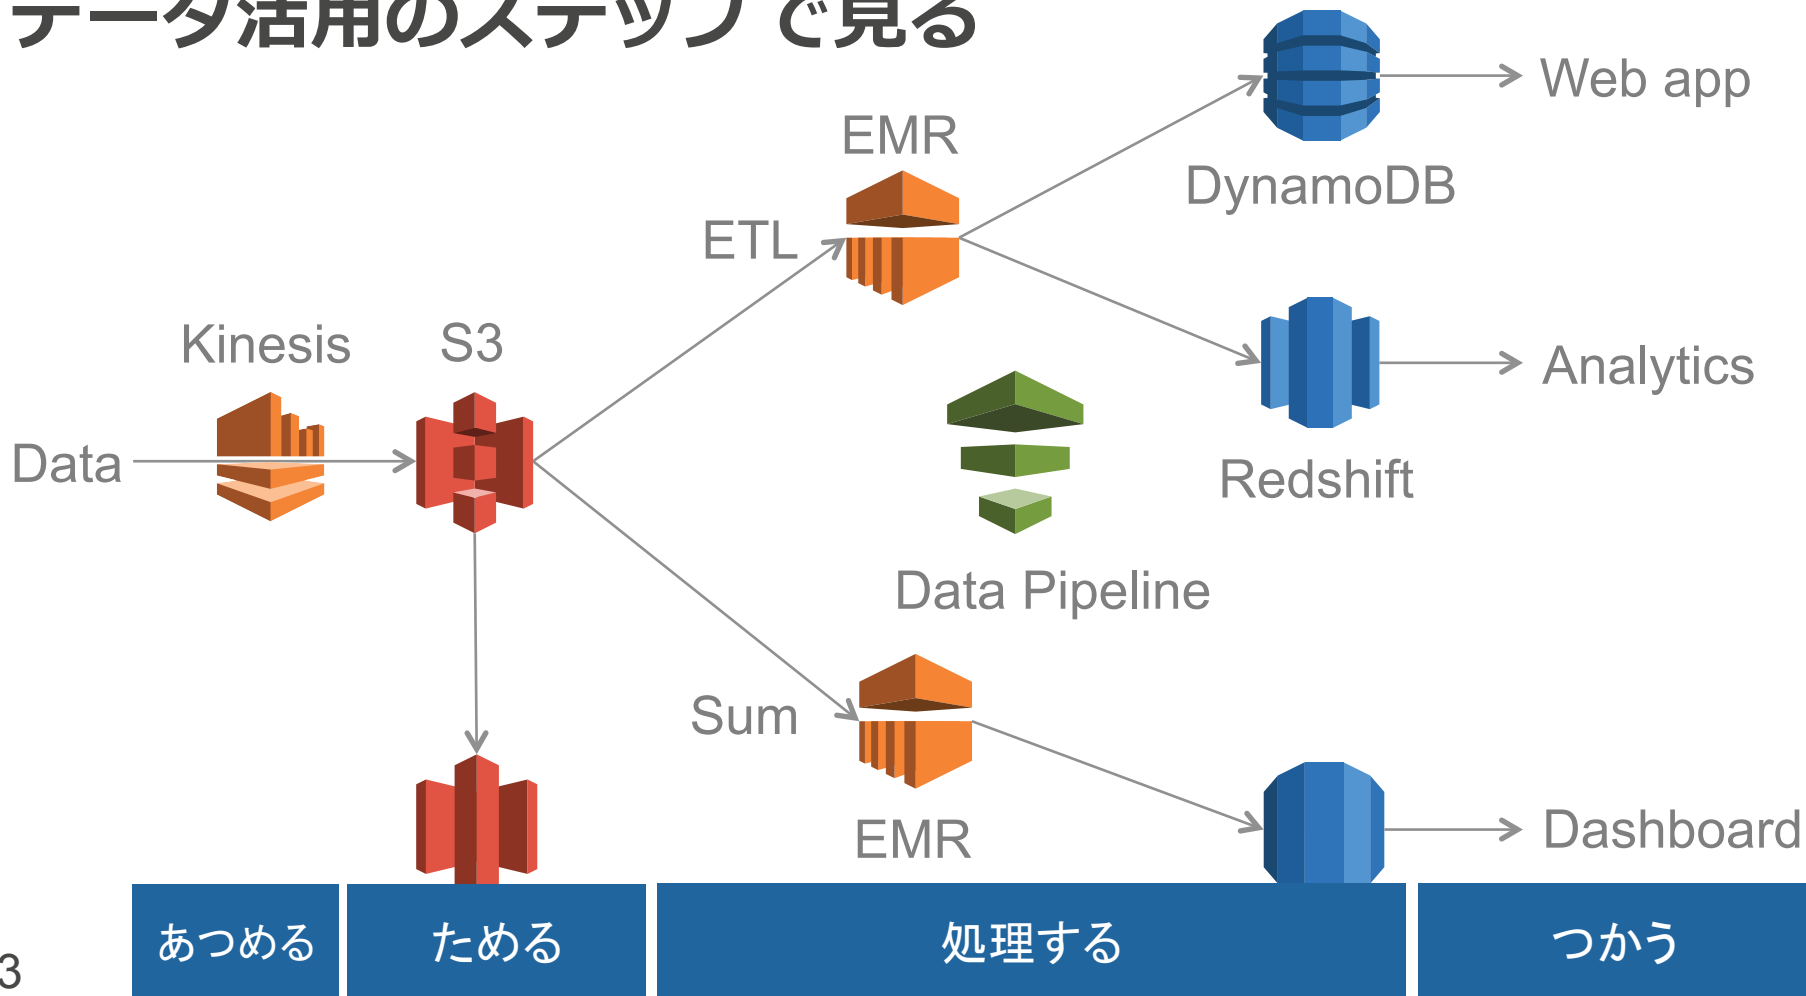 データ活用のステップで見る
Web app
EMR
DynamoDB
ETL
Kinesis
S3
Analytics
Data
Redshift
Data Pipeline
Sum
EMR
Dashboard
あつめる
ためる
処理する
つかう
3